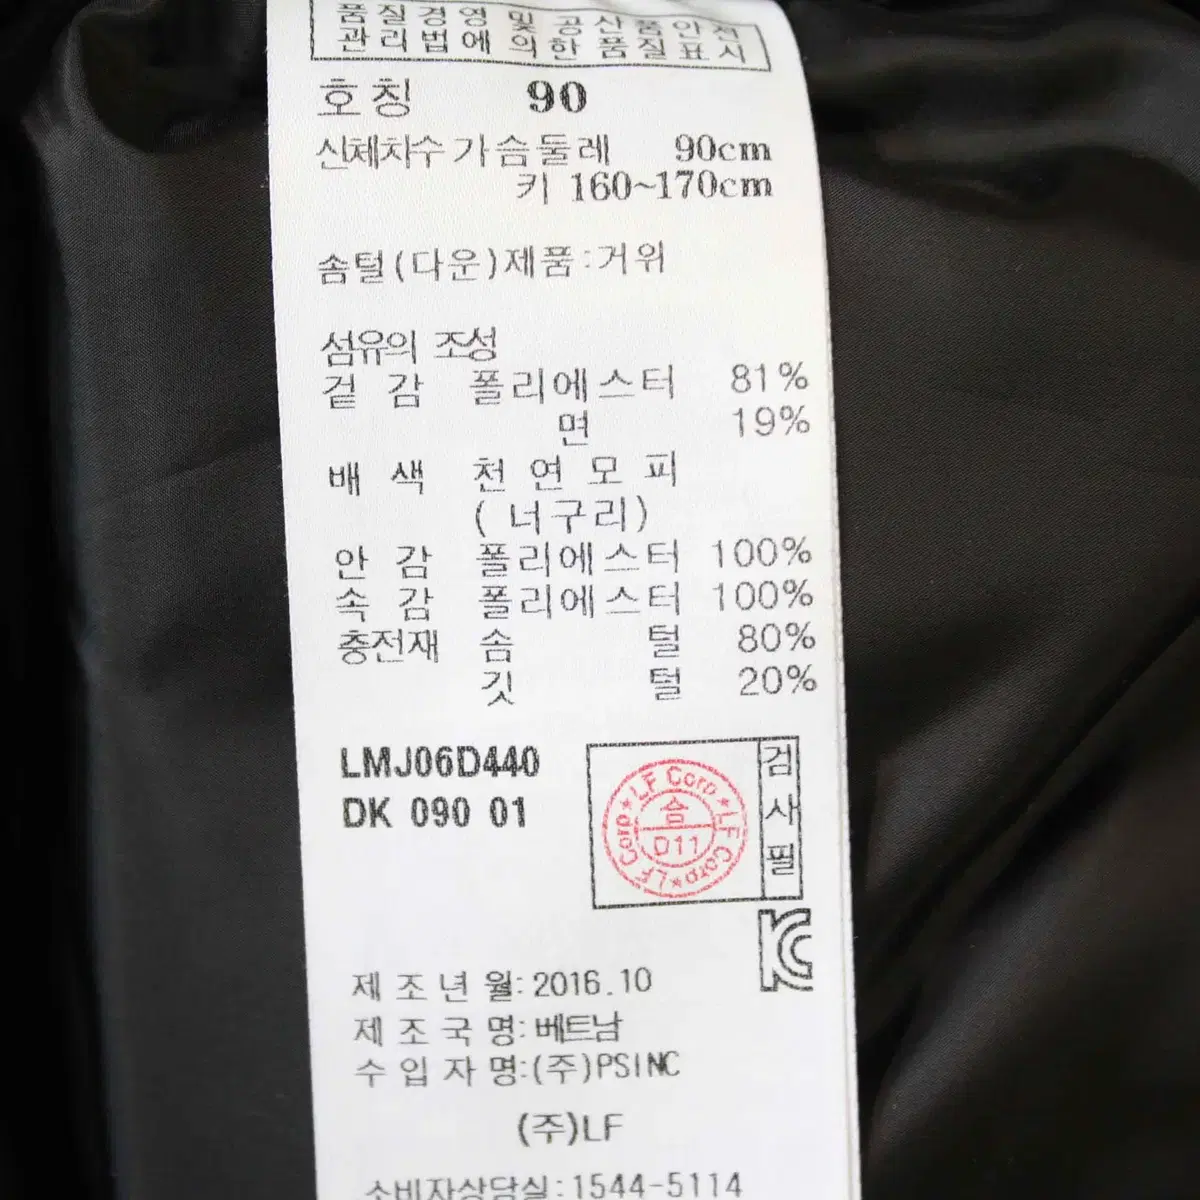 품질경영 및 공산품안전
관리법에 의한 품질표시
호칭 90
신체치수 가슴둘레 90cm
키 160~170cm
솜털(다운)제품:거위
섬유의 조성
겉감 폴리에스터 81%
면 19%
배색 천연모피
(너구리)
안감 폴리에스터 100%
속감 폴리에스터 100%
충전재 솜털 80%
깃털 20%
LMJ06D440
DK 090 01
검사필
LF Corp★LF Corp★LF Corp★
솜
D11
제조년월:2016.10
제조국명:베트남
수입자명:(주)PSINC
(주)LF
소비자상담실:1544-5114